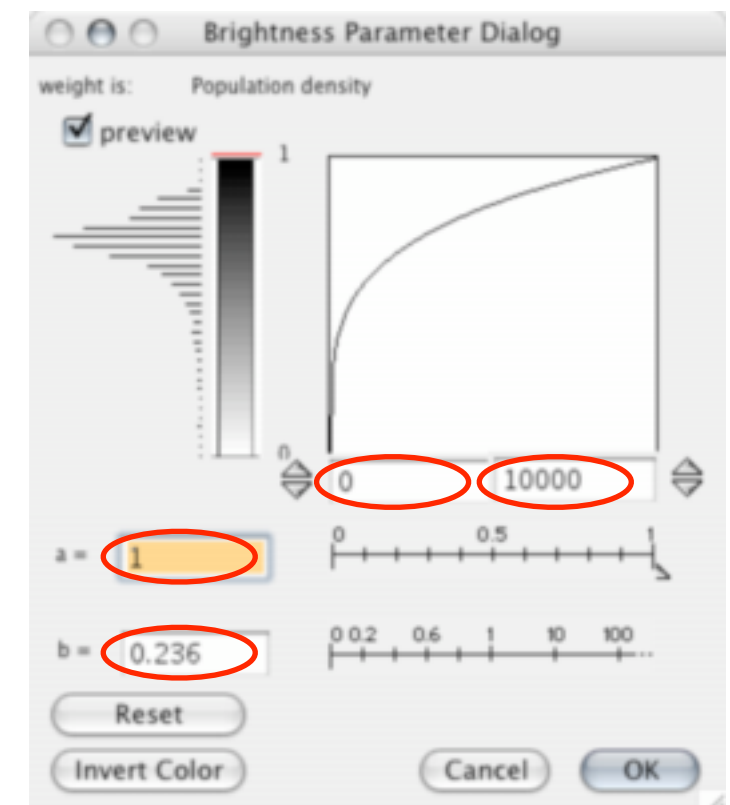 Brightness Parameter Dialog
weight is: Population density
preview
1
0
0 10000
a = 1
0 0.5 1
b = 0.236
0 0.2 0.6 1 10 100
Reset
Invert Color Cancel OK